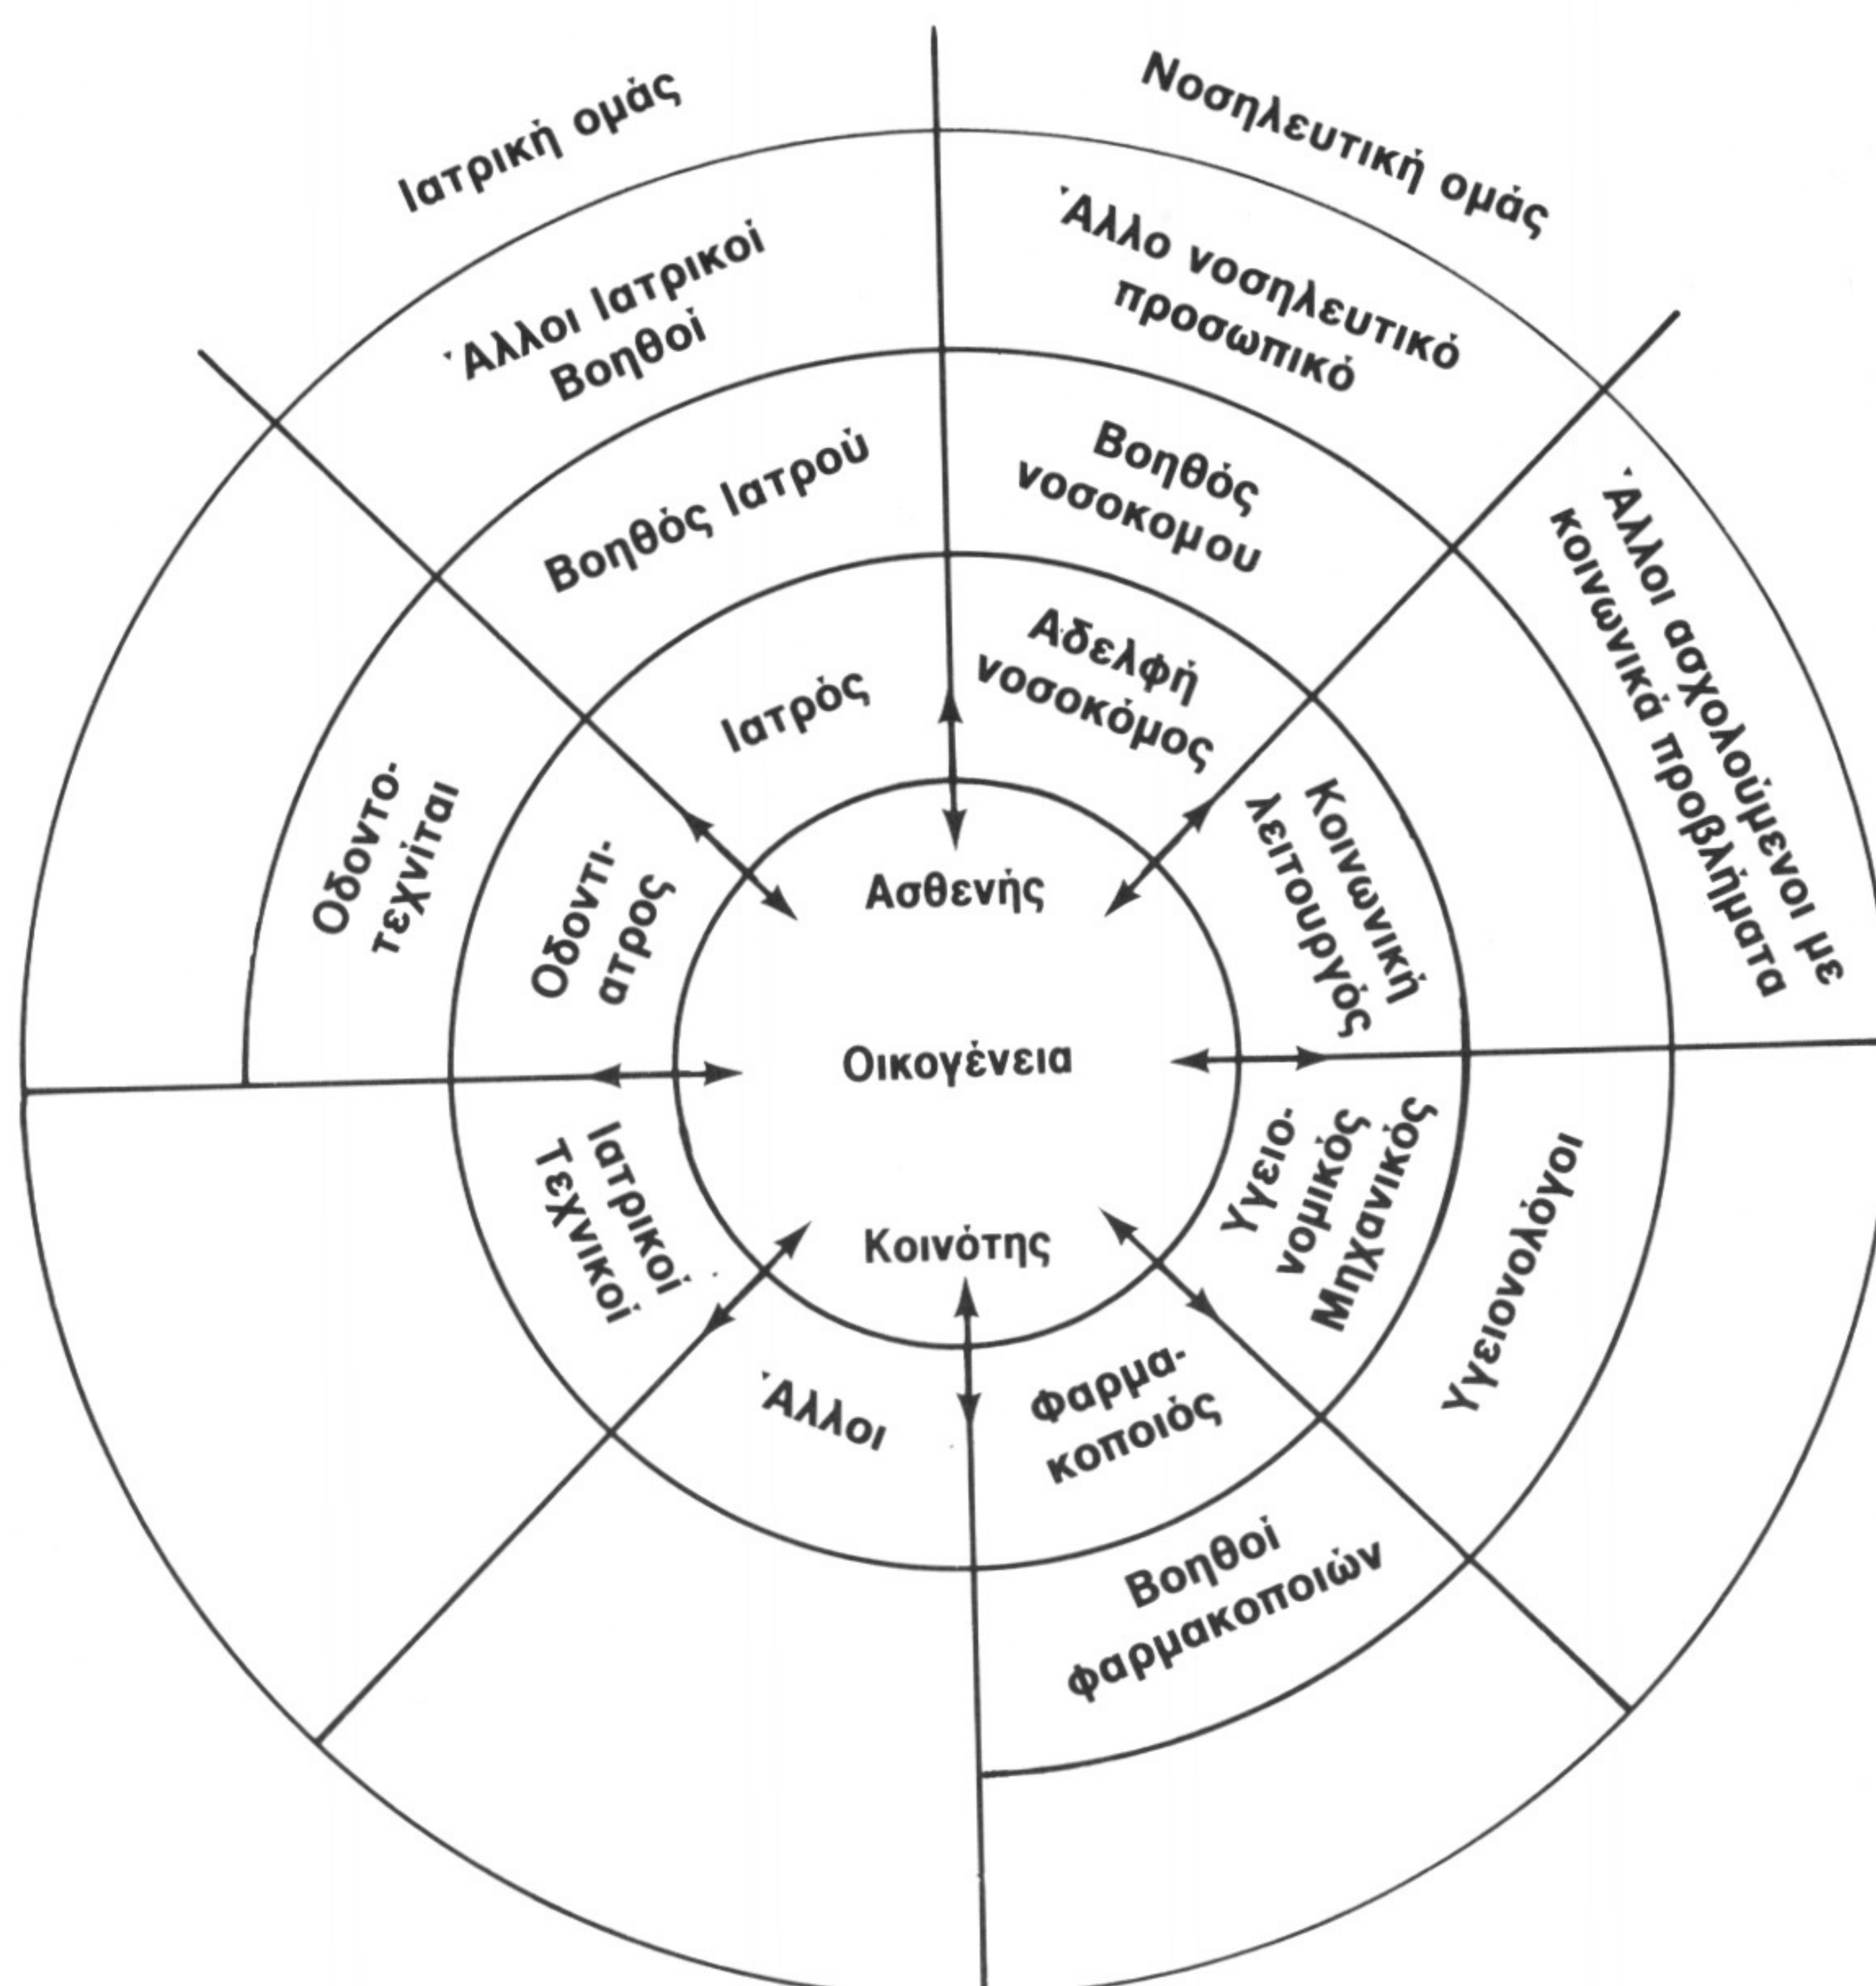 Ιατρική ομάς
Νοσηλευτική ομάς
Άλλοι Ιατρικοί
Βοηθοί
Άλλο νοσηλευτικό
προσωπικό
Βοηθός Ιατρού
Βοηθός
νοσοκομου
Άλλοι ασχολούμενοι με
κοινωνικά προβλήματα
Ιατρός
Αδελφή
νοσοκόμος
Οδοντο-
τεχνίται
Οδοντι-
ατρος
Κοινωνική
λειτουργός
Ασθενής
Οικογένεια
Κοινότης
Ιατρικοί
Τεχνικοί
Υγειο-
νομικός
Μηχανικός
Υγειονολόγοι
Άλλοι
Φαρμα-
κοποιός
Βοηθοί
φαρμακοποιών